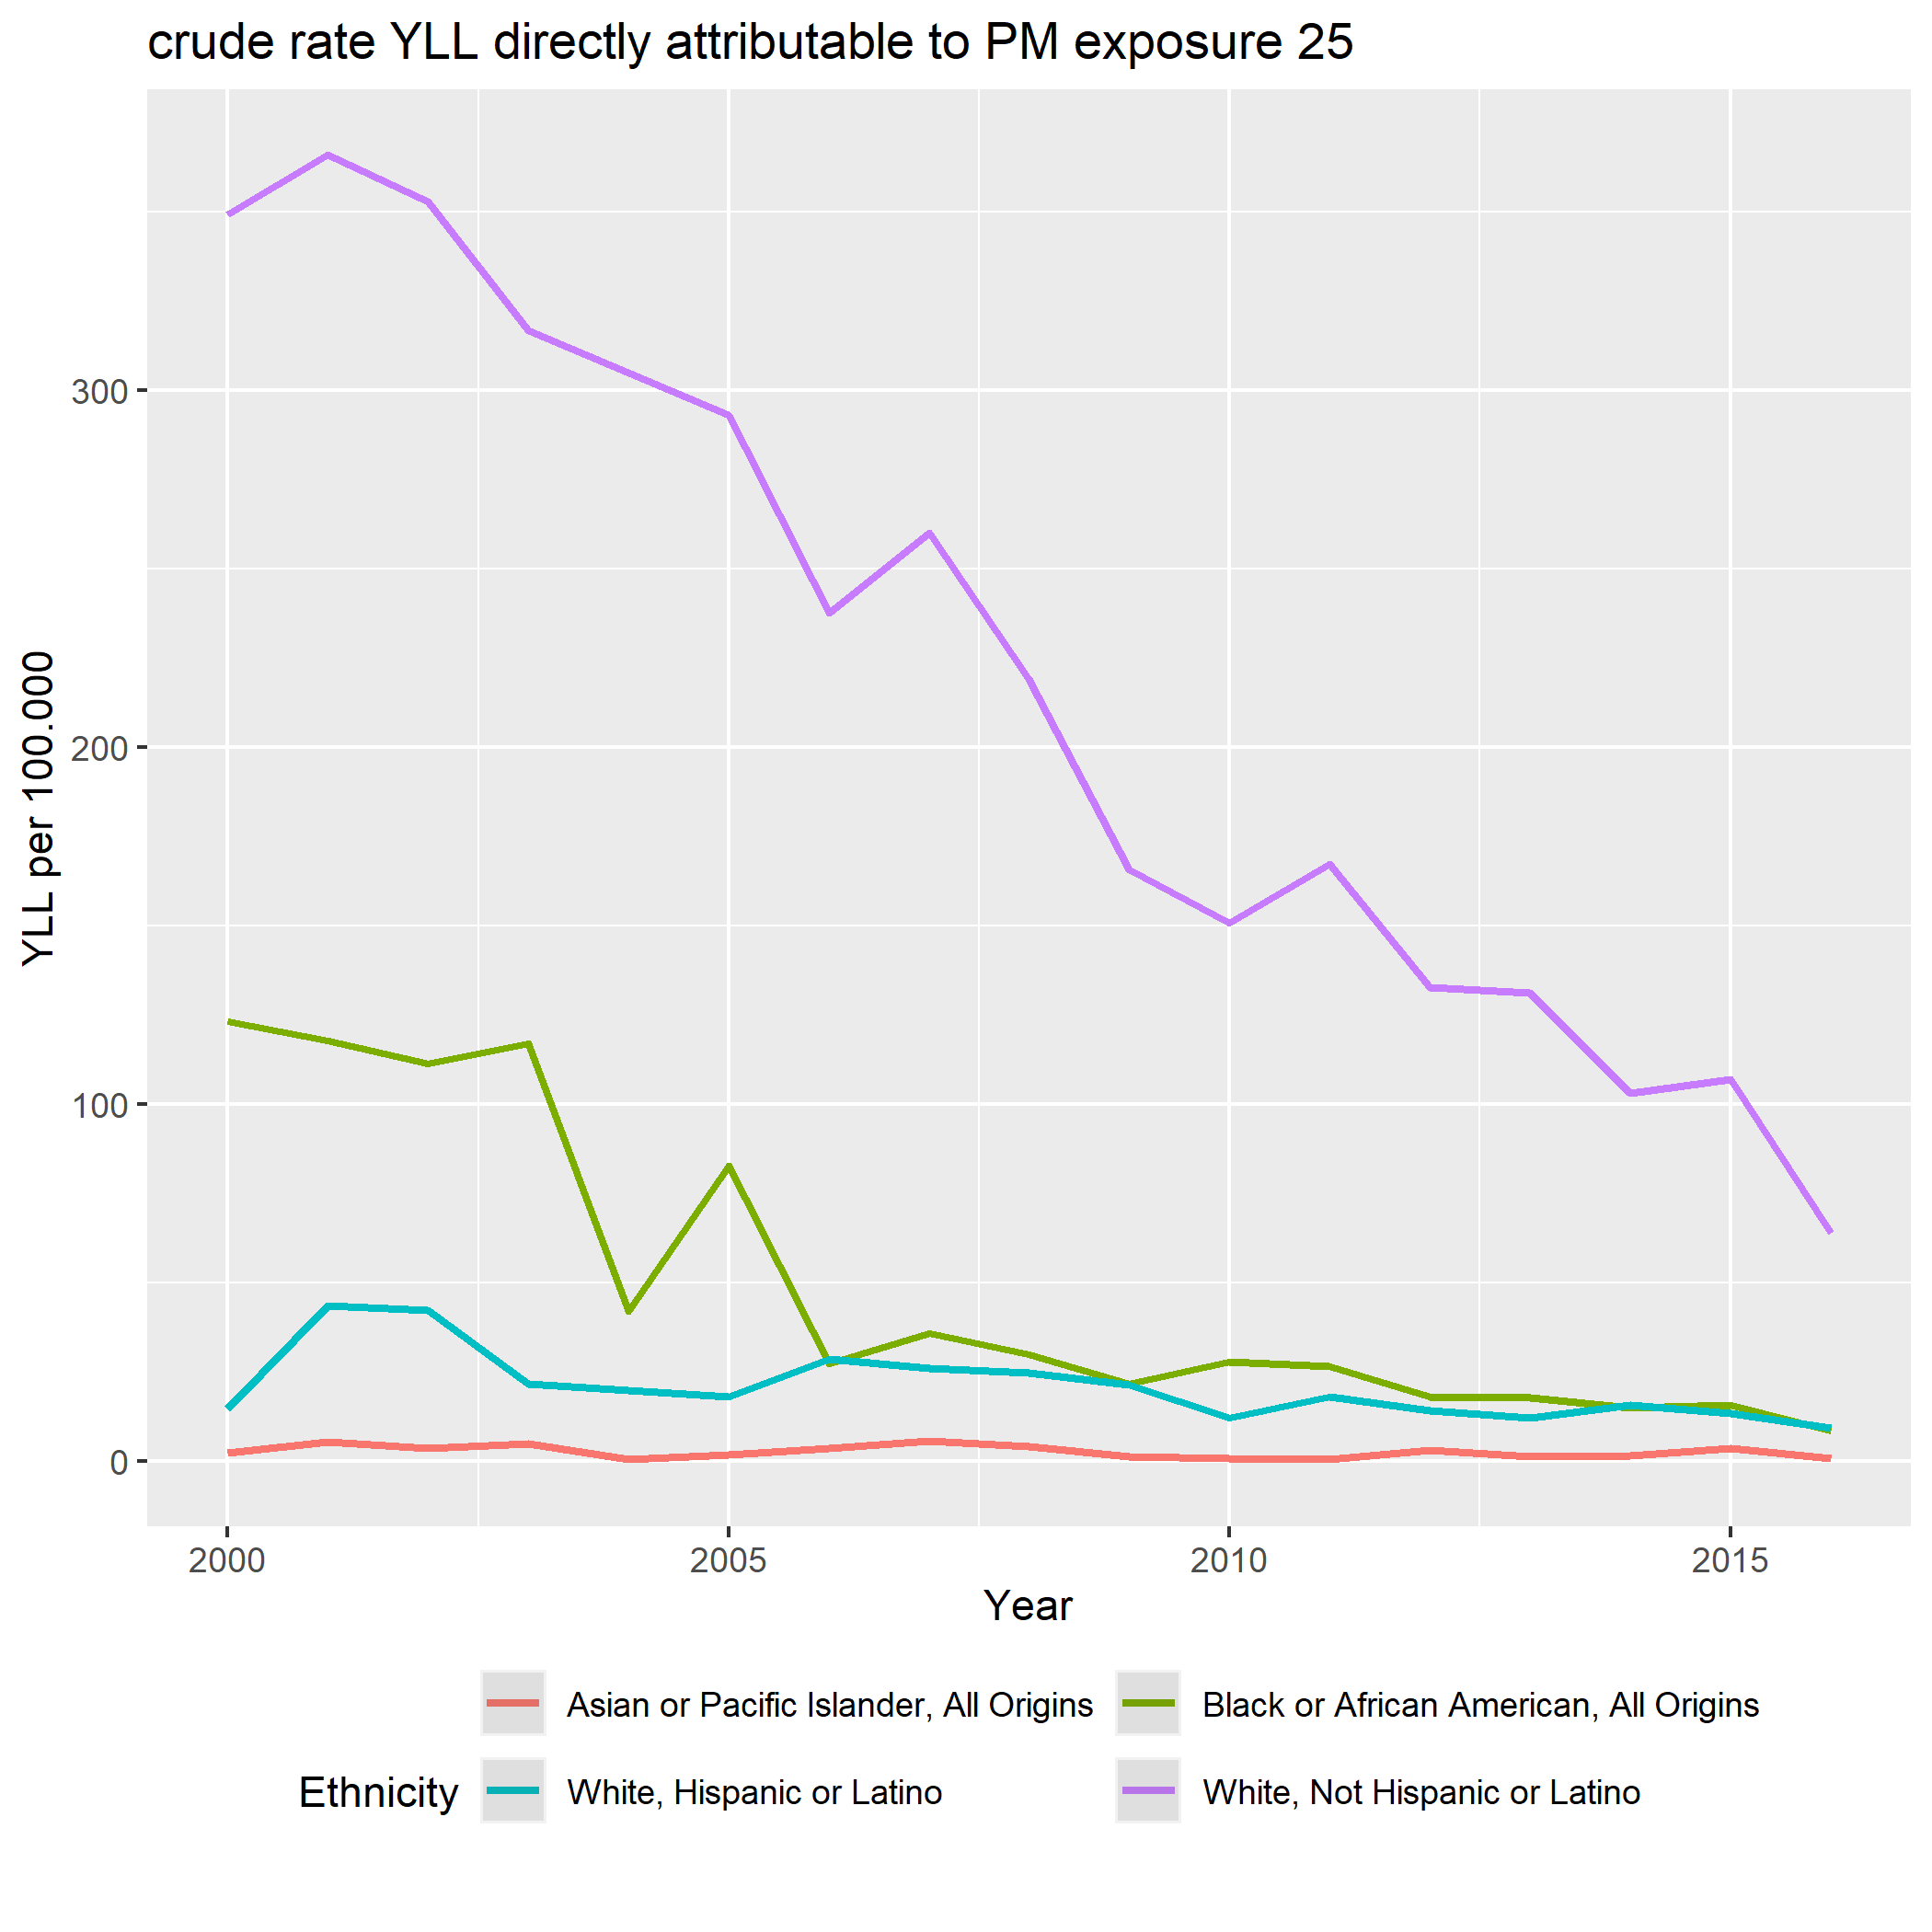 crude rate YLL directly attributable to PM exposure 25
YLL per 100.000
300
200
100
0
2000 2005 2010 2015
Year
Ethnicity
Asian or Pacific Islander, All Origins
Black or African American, All Origins
White, Hispanic or Latino
White, Not Hispanic or Latino